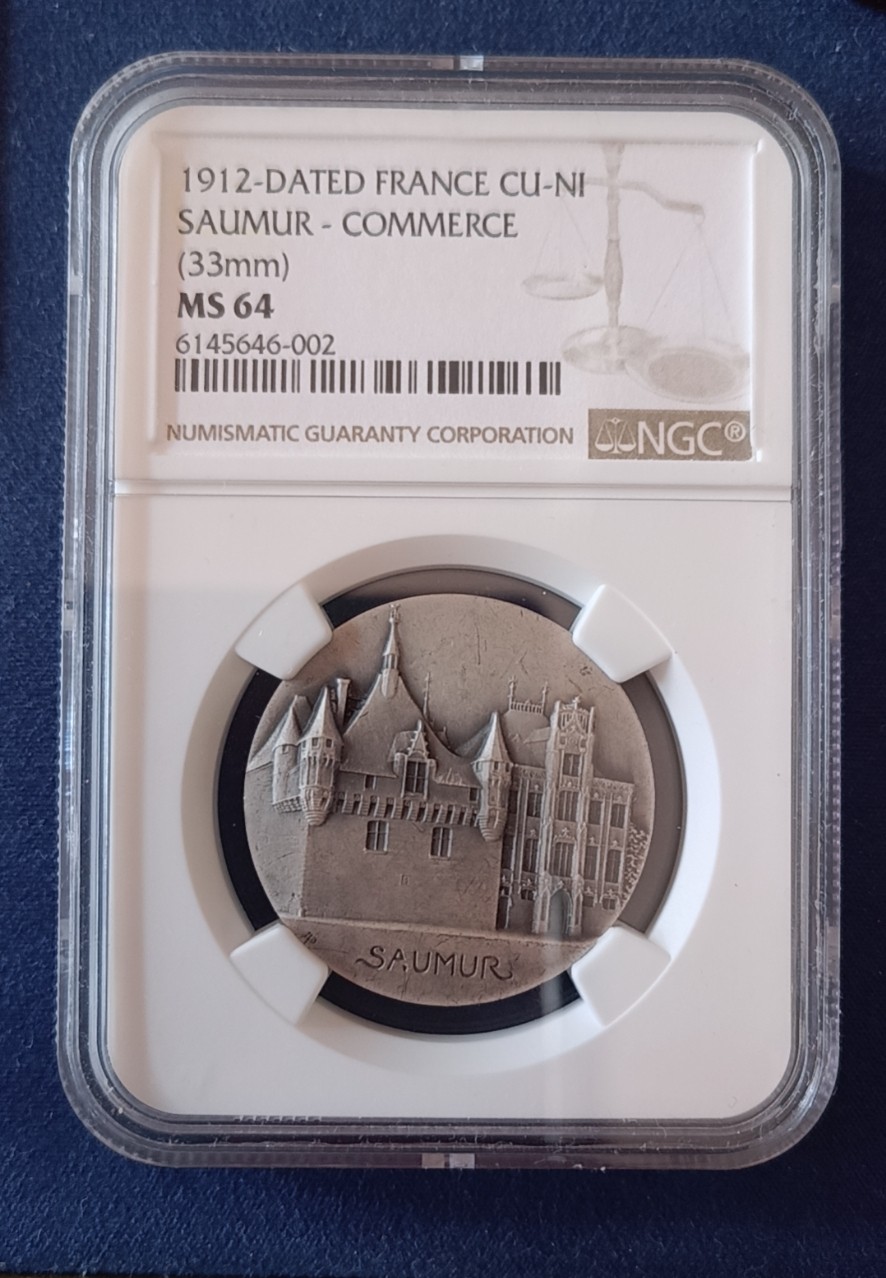 1912-DATED FRANCE CU-NI
SAUMUR - COMMERCE
(33mm)
MS 64
6145646-002
NUMISMATIC GUARANTY CORPORATION
NGC®
SAUMUR